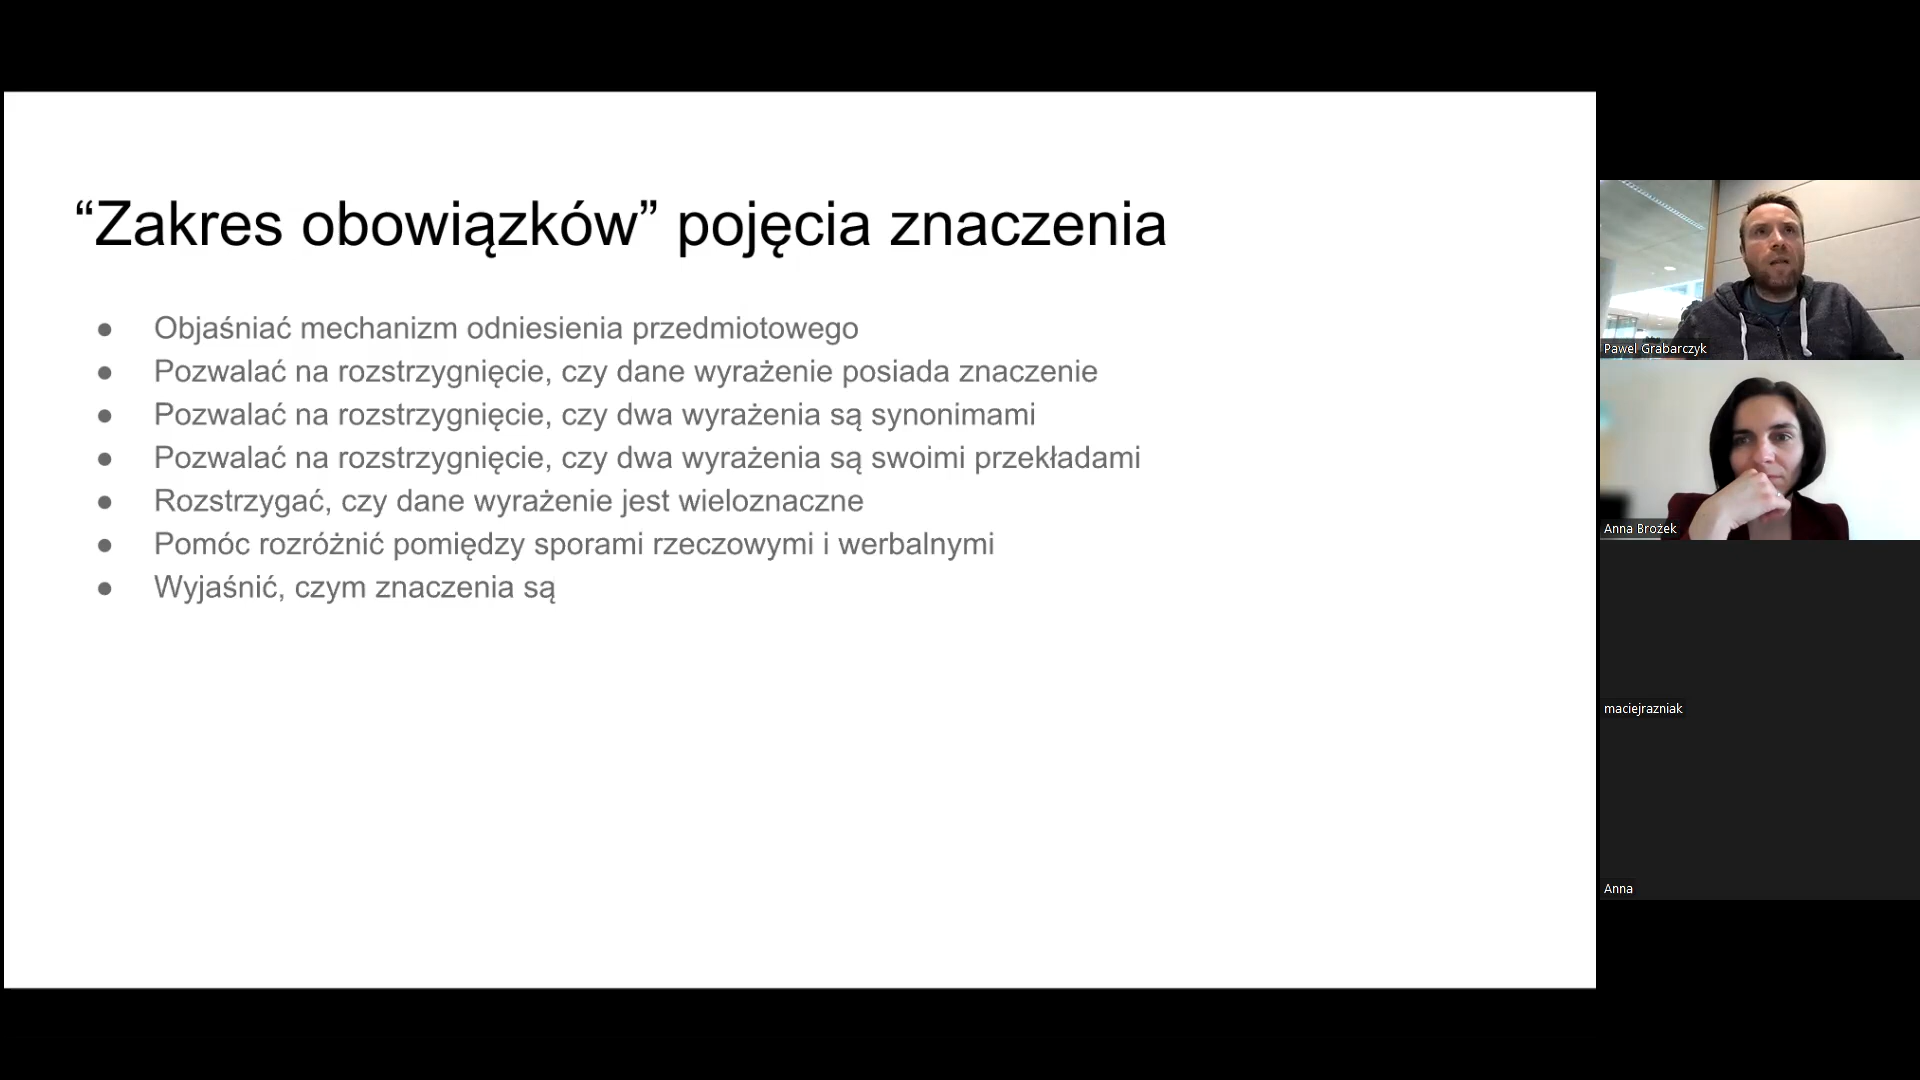 “Zakres obowiązków” pojęcia znaczenia
● Objaśniać mechanizm odniesienia przedmiotowego
● Pozwalać na rozstrzygnięcie, czy dane wyrażenie posiada znaczenie
● Pozwalać na rozstrzygnięcie, czy dwa wyrażenia są synonimami
● Pozwalać na rozstrzygnięcie, czy dwa wyrażenia są swoimi przekładami
● Rozstrzygać, czy dane wyrażenie jest wieloznaczne
● Pomóc rozróżnić pomiędzy sporami rzeczowymi i werbalnymi
● Wyjaśnić, czym znaczenia są
Pawel Grabarczyk
Anna Brożek
maciejrazniak
Anna